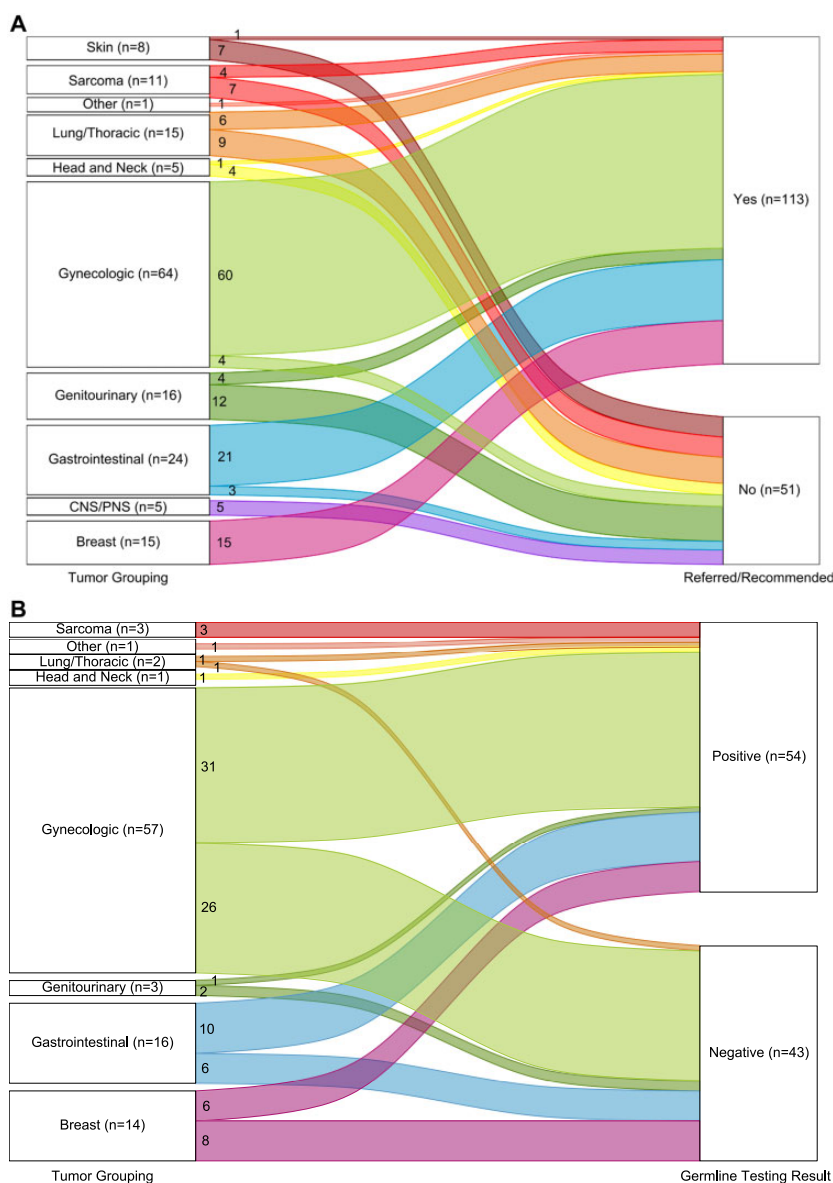 A
Skin (n=8)
1
7
Sarcoma (n=11)
4
7
Other (n=1)
1
Lung/Thoracic (n=15)
6
9
Head and Neck (n=5)
1
4
Gynecologic (n=64)
60
4
Genitourinary (n=16)
4
12
Gastrointestinal (n=24)
21
3
CNS/PNS (n=5)
5
Breast (n=15)
15
Yes (n=113)
No (n=51)
Tumor Grouping
Referred/Recommended
B
Sarcoma (n=3)
3
Other (n=1)
1
Lung/Thoracic (n=2)
1
1
Head and Neck (n=1)
1
Gynecologic (n=57)
31
26
Genitourinary (n=3)
1
2
Gastrointestinal (n=16)
10
6
Breast (n=14)
6
8
Positive (n=54)
Negative (n=43)
Tumor Grouping
Germline Testing Result